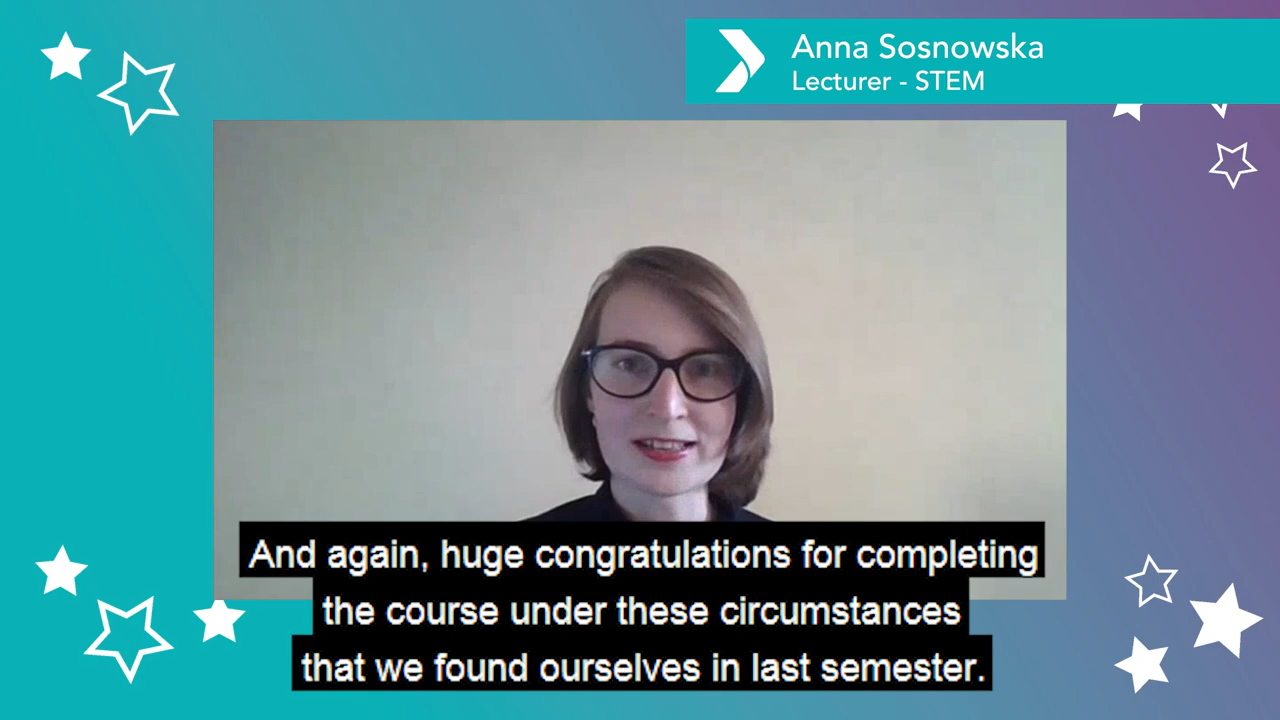 Anna Sosnowska
Lecturer - STEM
And again, huge congratulations for completing
the course under these circumstances
that we found ourselves in last semester.